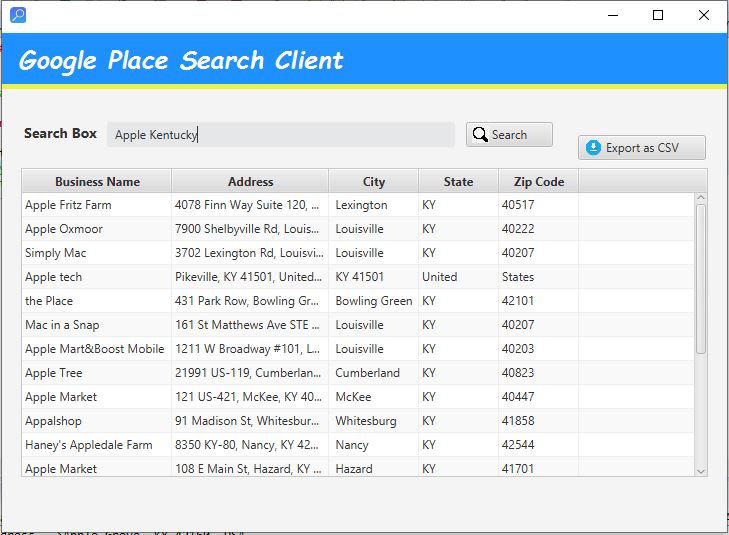 Google Place Search Client
Search Box Apple Kentucky Search
Export as CSV
Business Name Address City State Zip Code
Apple Fritz Farm 4078 Finn Way Suite 120, ... Lexington KY 40517
Apple Oxmoor 7900 Shelbyville Rd, Louis... Louisville KY 40222
Simply Mac 3702 Lexington Rd, Louisvi... Louisville KY 40207
Apple tech Pikeville, KY 41501, United... KY 41501 United States
the Place 431 Park Row, Bowling Gr... Bowling Green KY 42101
Mac in a Snap 161 St Matthews Ave STE ... Louisville KY 40207
Apple Mart&Boost Mobile 1211 W Broadway #101, L... Louisville KY 40203
Apple Tree 21991 US-119, Cumberlan... Cumberland KY 40823
Apple Market 121 US-421, McKee, KY 40... McKee KY 40447
Appalshop 91 Madison St, Whitesbur... Whitesburg KY 41858
Haney's Appledale Farm 8350 KY-80, Nancy, KY 42... Nancy KY 42544
Apple Market 108 E Main St, Hazard, KY ... Hazard KY 41701